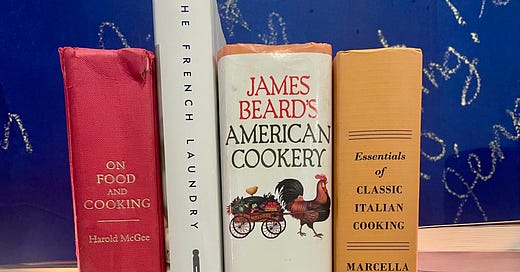 ON
FOOD
AND
COOKING
Harold McGee
HE FRENCH LAUNDRY
JAMES
BEARD'S
AMERICAN
COOKERY
Essentials
of
CLASSIC
ITALIAN
COOKING
MARCELLA